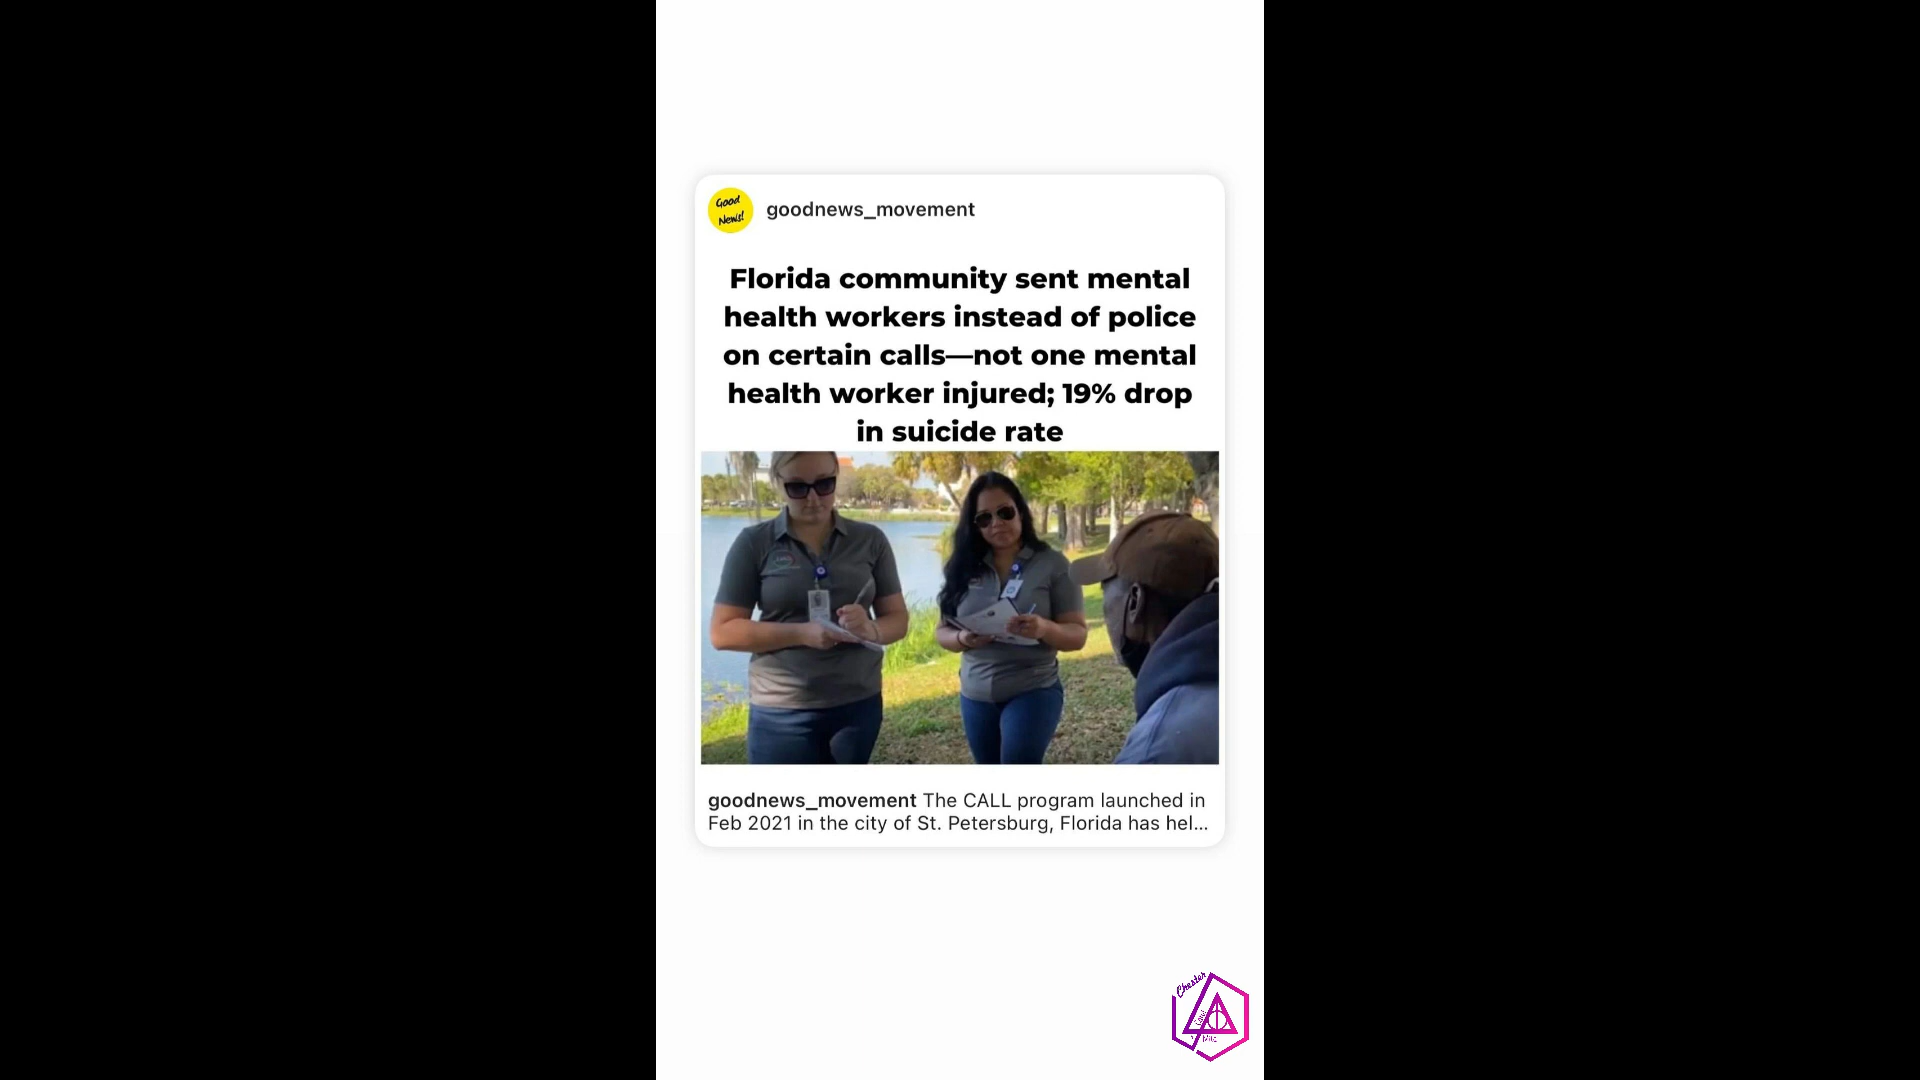 Good
News!
goodnews_movement
Florida community sent mental
health workers instead of police
on certain calls—not one mental
health worker injured; 19% drop
in suicide rate
goodnews_movement The CALL program launched in
Feb 2021 in the city of St. Petersburg, Florida has hel...
Chester